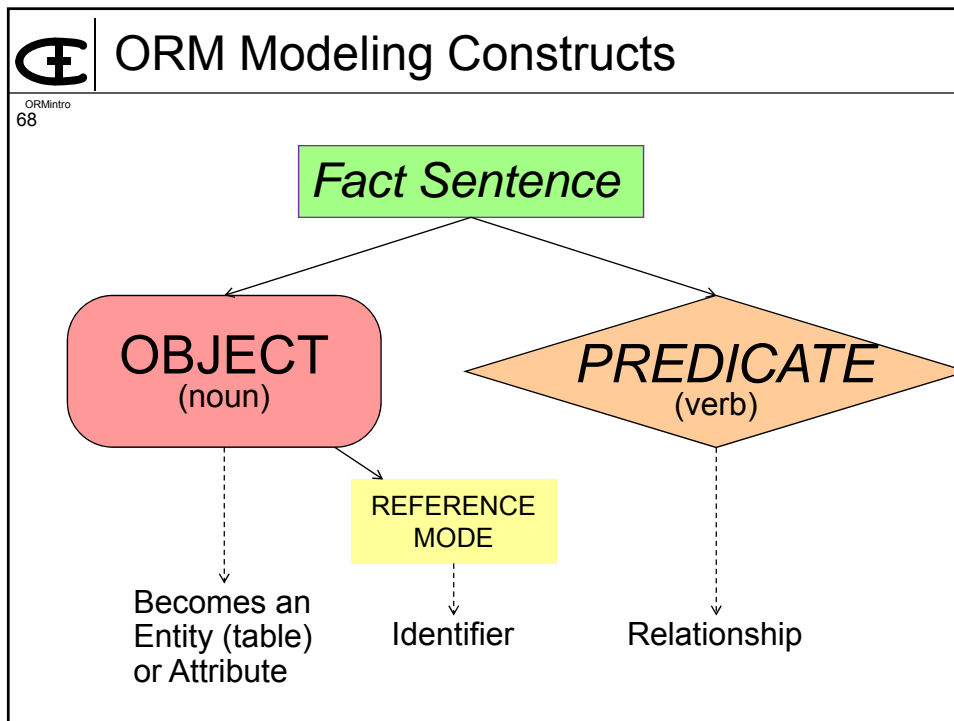 ORM Modeling Constructs
ORMintro
68
Fact Sentence
OBJECT
(noun)
PREDICATE
(verb)
REFERENCE
MODE
Becomes an
Entity (table)
or Attribute
Identifier
Relationship